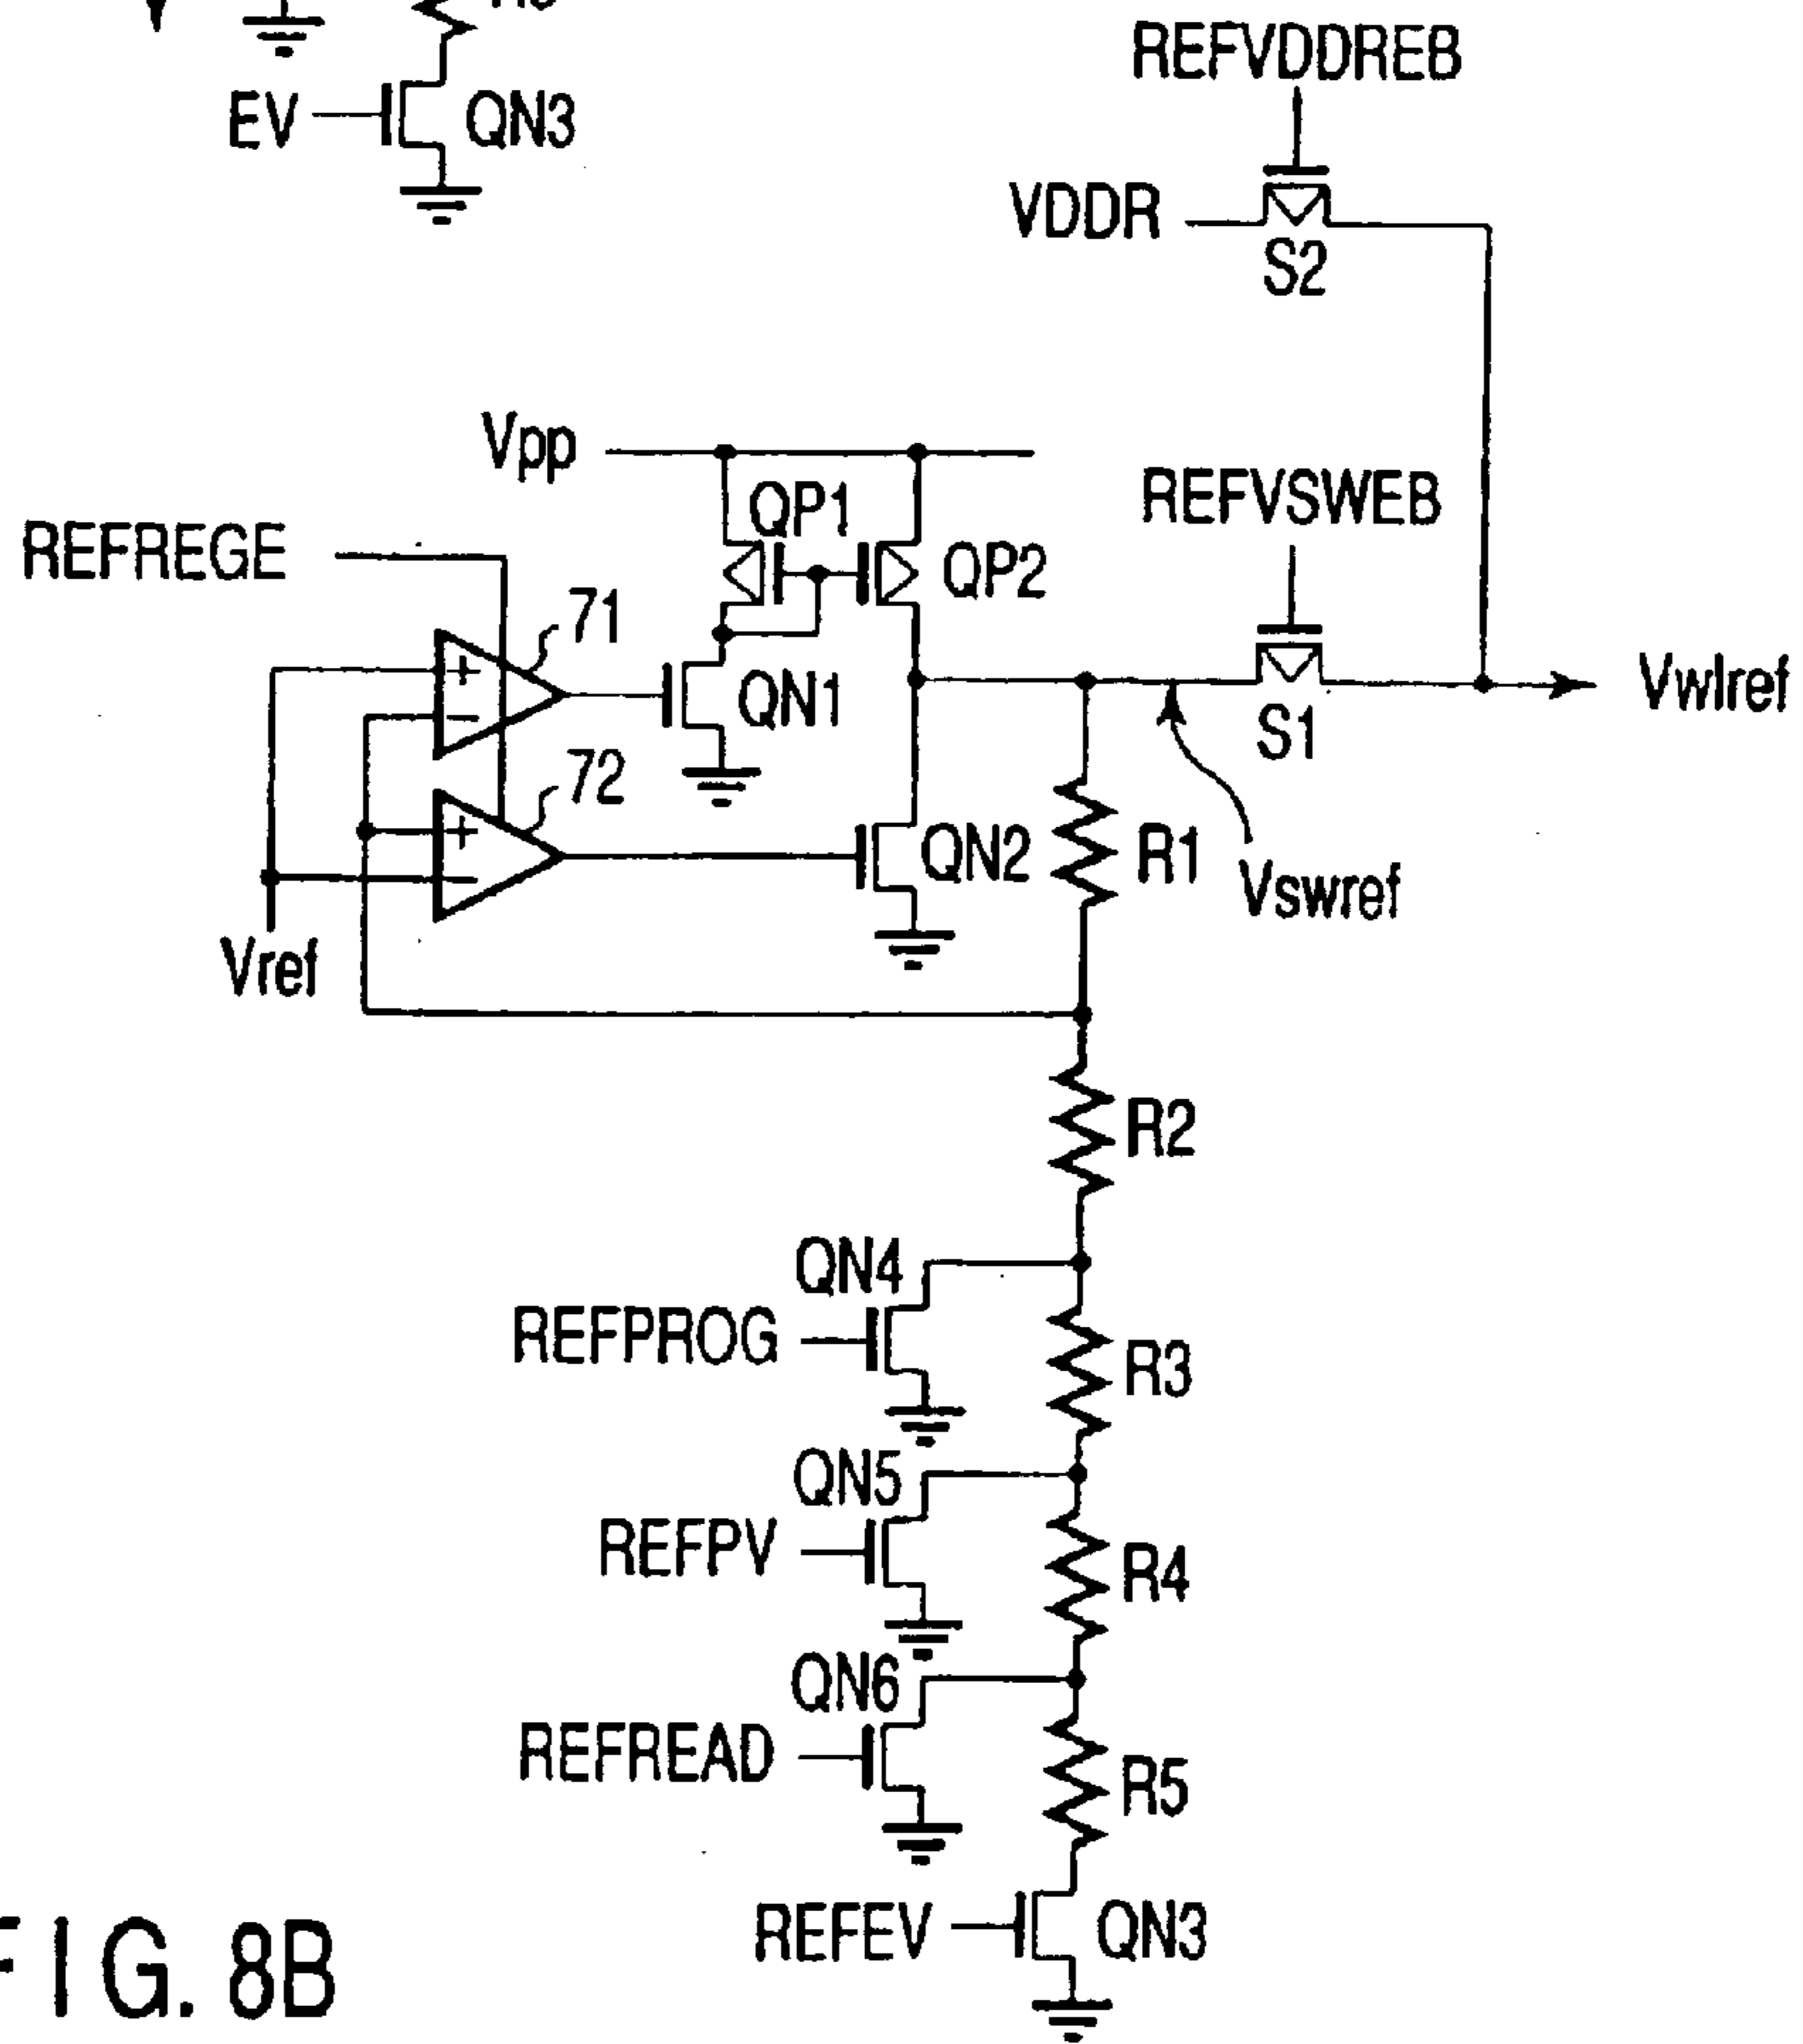 EV
QN3
REFVDDREB
VDDR
S2
Vpp
QP1
REFVSWEB
REFREGE
QP2
71
+
−
QN1
S1
Vwlref
72
+
−
QN2
R1
Vswref
Vref
R2
QN4
REFPROG
R3
QN5
REFPV
R4
QN6
REFREAD
R5
REFEV
QN3
FIG. 8B